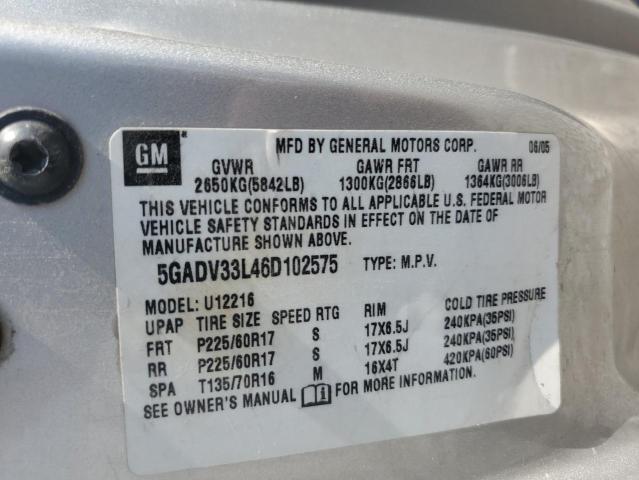 GM* MFD BY GENERAL MOTORS CORP. 06/05
GVWR GAWR FRT GAWR RR
2650KG(5842LB) 1300KG(2866LB) 1364KG(3006LB)
THIS VEHICLE CONFORMS TO ALL APPLICABLE U.S. FEDERAL MOTOR
VEHICLE SAFETY STANDARDS IN EFFECT ON THE DATE OF
MANUFACTURE SHOWN ABOVE.
5GADV33L46D102575 TYPE: M.P.V.
MODEL: U12216
UPAP TIRE SIZE SPEED RTG RIM COLD TIRE PRESSURE
FRT P225/60R17 S 17X6.5J 240KPA(35PSI)
RR P225/60R17 S 17X6.5J 240KPA(35PSI)
SPA T135/70R16 M 16X4T 420KPA(60PSI)
SEE OWNER'S MANUAL i FOR MORE INFORMATION.